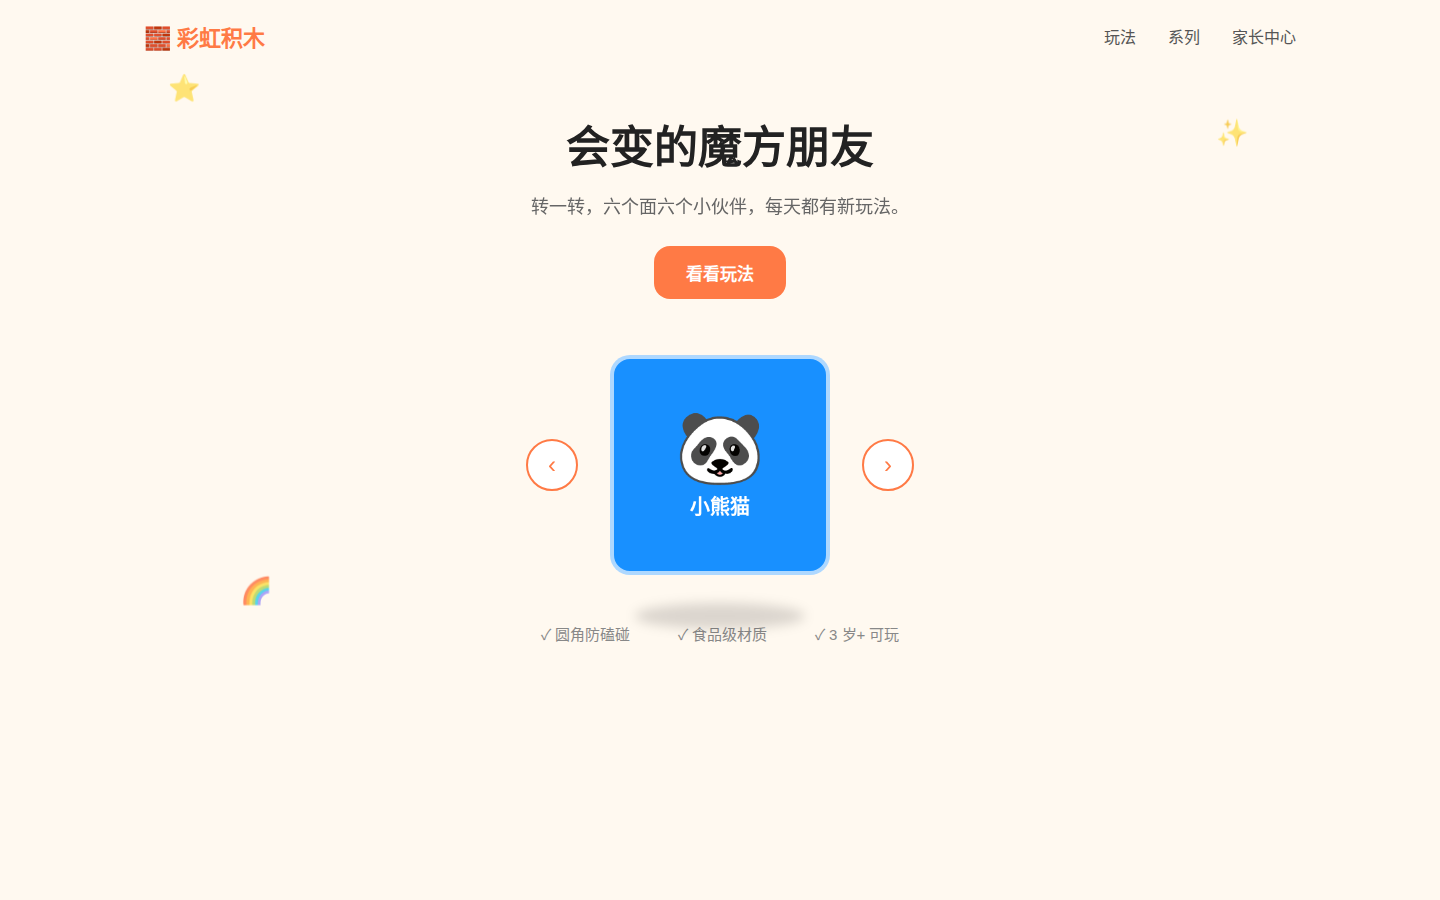 彩虹积木
玩法 系列 家长中心
会变的魔方朋友
转一转，六个面六个小伙伴，每天都有新玩法。
看看玩法
‹ ›
小熊猫
✓ 圆角防磕碰 ✓ 食品级材质 ✓ 3 岁+ 可玩